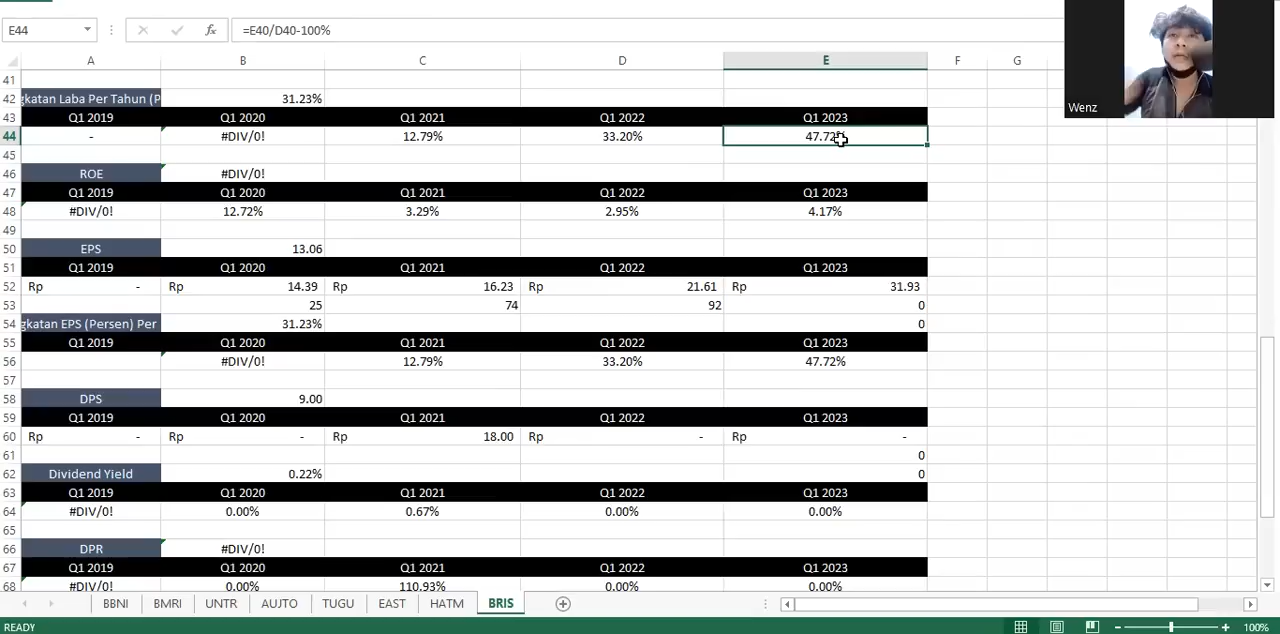 E44 fx =E40/D40-100%
A B C D E F G
41
42 gkatan Laba Per Tahun (P 31.23%
43 Q1 2019 Q1 2020 Q1 2021 Q1 2022 Q1 2023
44 - #DIV/0! 12.79% 33.20% 47.72%
45
46 ROE #DIV/0!
47 Q1 2019 Q1 2020 Q1 2021 Q1 2022 Q1 2023
48 #DIV/0! 12.72% 3.29% 2.95% 4.17%
49
50 EPS 13.06
51 Q1 2019 Q1 2020 Q1 2021 Q1 2022 Q1 2023
52 Rp - Rp 14.39 Rp 16.23 Rp 21.61 Rp 31.93
53 25 74 92 0
54 gkatan EPS (Persen) Per 31.23% 0
55 Q1 2019 Q1 2020 Q1 2021 Q1 2022 Q1 2023
56 #DIV/0! 12.79% 33.20% 47.72%
57
58 DPS 9.00
59 Q1 2019 Q1 2020 Q1 2021 Q1 2022 Q1 2023
60 Rp - Rp - Rp 18.00 Rp - Rp -
61 0
62 Dividend Yield 0.22% 0
63 Q1 2019 Q1 2020 Q1 2021 Q1 2022 Q1 2023
64 #DIV/0! 0.00% 0.67% 0.00% 0.00%
65
66 DPR #DIV/0!
67 Q1 2019 Q1 2020 Q1 2021 Q1 2022 Q1 2023
68 #DIV/0! 0.00% 110.93% 0.00% 0.00%
BBNI BMRI UNTR AUTO TUGU EAST HATM BRIS
READY 100%
Wenz